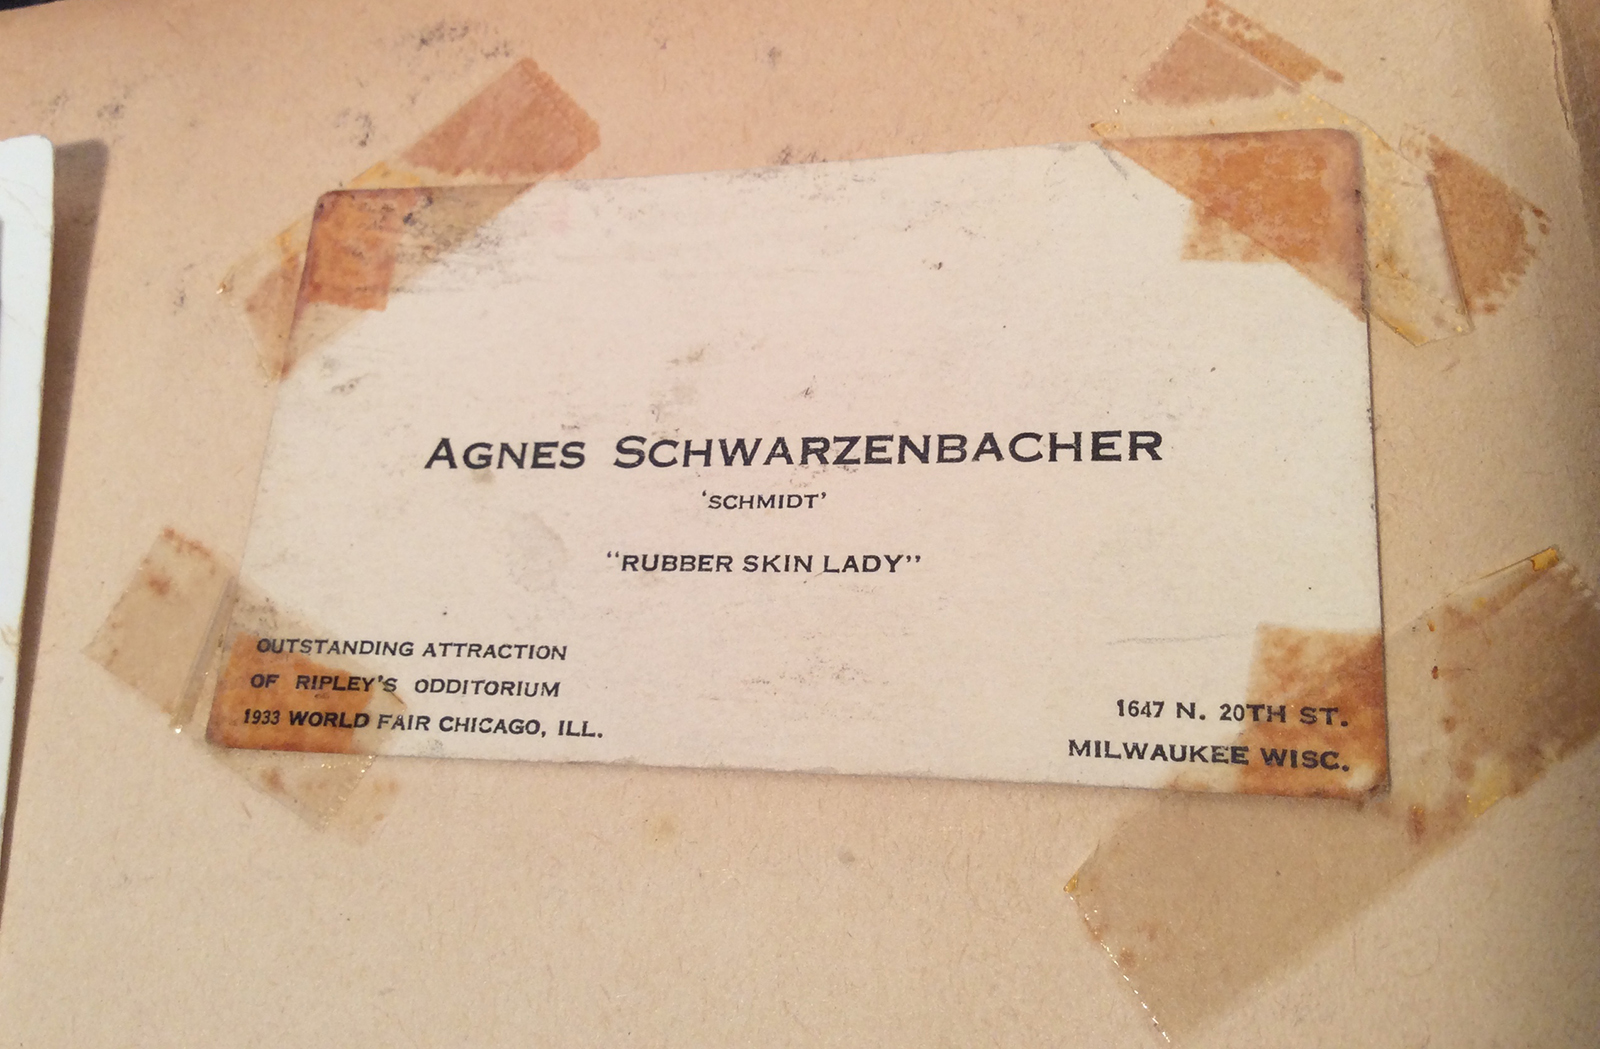 AGNES SCHWARZENBACHER
'SCHMIDT'
"RUBBER SKIN LADY"
OUTSTANDING ATTRACTION
OF RIPLEY'S ODDITORIUM
1933 WORLD FAIR CHICAGO, ILL.
1647 N. 20TH ST.
MILWAUKEE WISC.